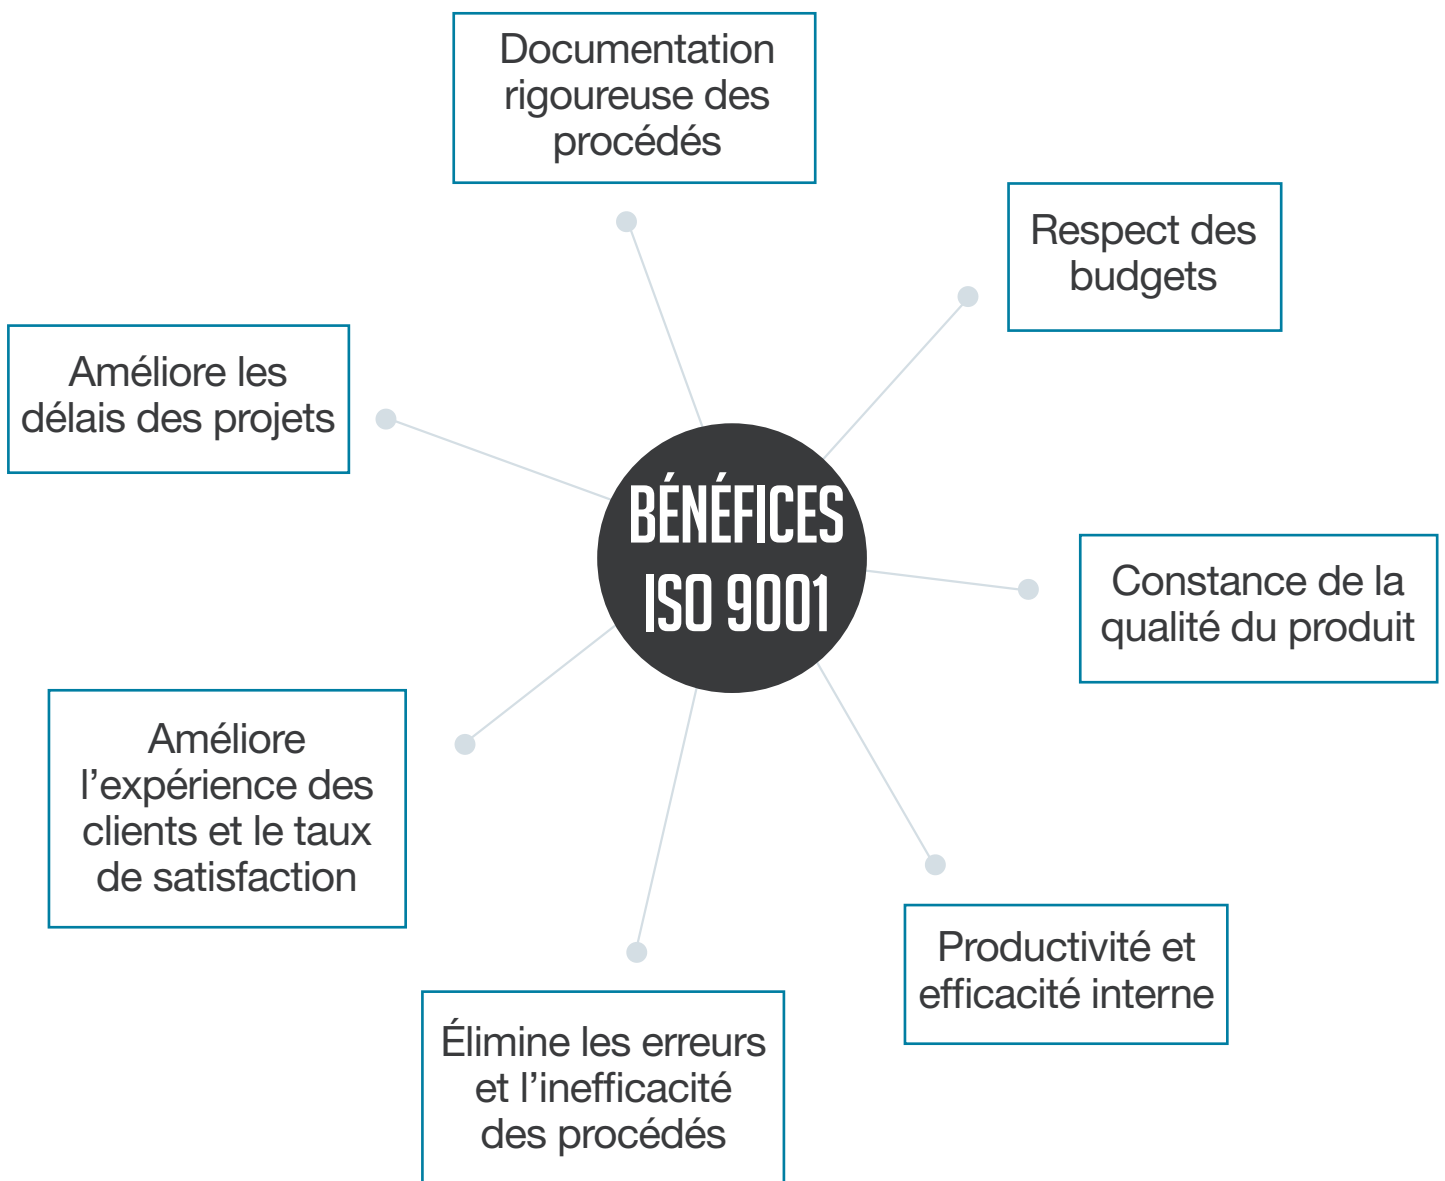 Documentation
rigoureuse des
procédés
Respect des
budgets
Améliore les
délais des projets
BÉNÉFICES
ISO 9001
Constance de la
qualité du produit
Améliore
l’expérience des
clients et le taux
de satisfaction
Productivité et
efficacité interne
Élimine les erreurs
et l’inefficacité
des procédés